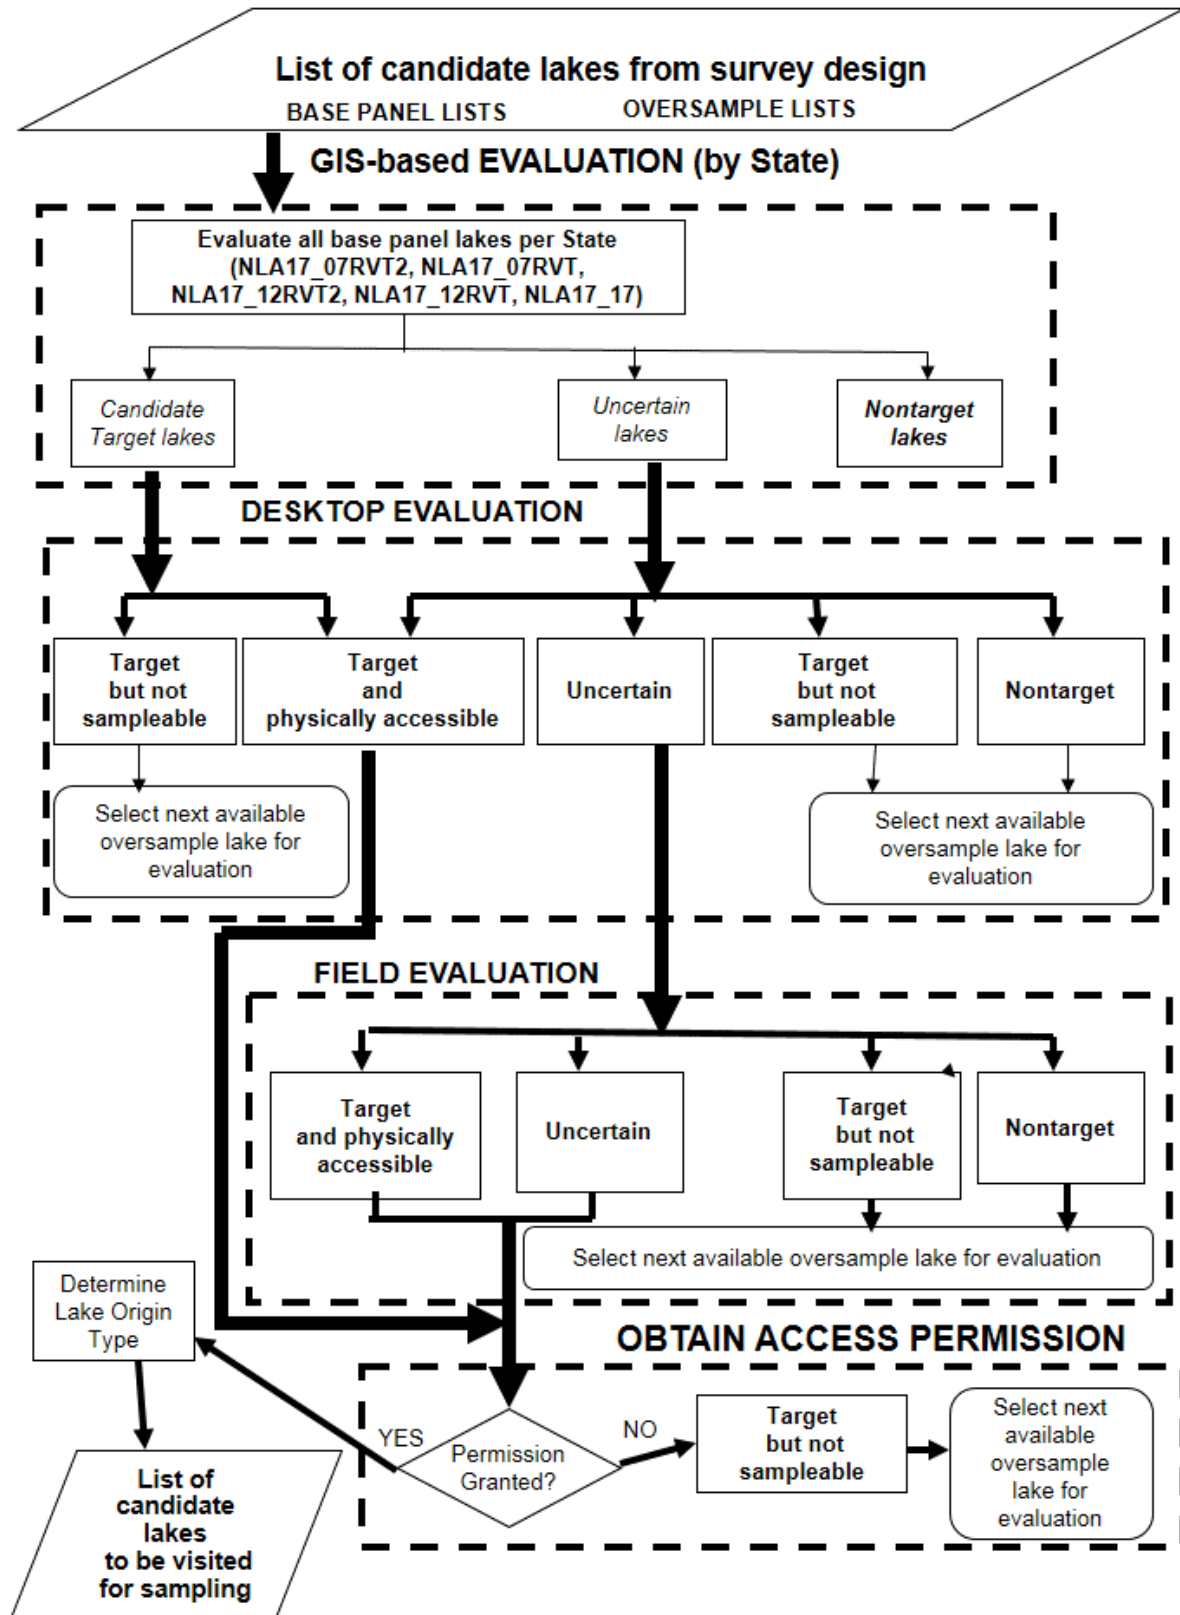 List of candidate lakes from survey design
BASE PANEL LISTS
OVERSAMPLE LISTS
GIS-based EVALUATION (by State)
Evaluate all base panel lakes per State
(NLA17_07RVT2, NLA17_07RVT,
NLA17_12RVT2, NLA17_12RVT, NLA17_17)
Candidate
Target lakes
Uncertain
lakes
Nontarget
lakes
DESKTOP EVALUATION
Target
but not
sampleable
Target
and
physically accessible
Uncertain
Target
but not
sampleable
Nontarget
Select next available
oversample lake for
evaluation
Select next available
oversample lake for
evaluation
FIELD EVALUATION
Target
and physically
accessible
Uncertain
Target
but not
sampleable
Nontarget
Select next available oversample lake for evaluation
Determine
Lake Origin
Type
OBTAIN ACCESS PERMISSION
YES
Permission
Granted?
NO
Target
but not
sampleable
Select next
available
oversample
lake for
evaluation
List of
candidate
lakes
to be visited
for sampling